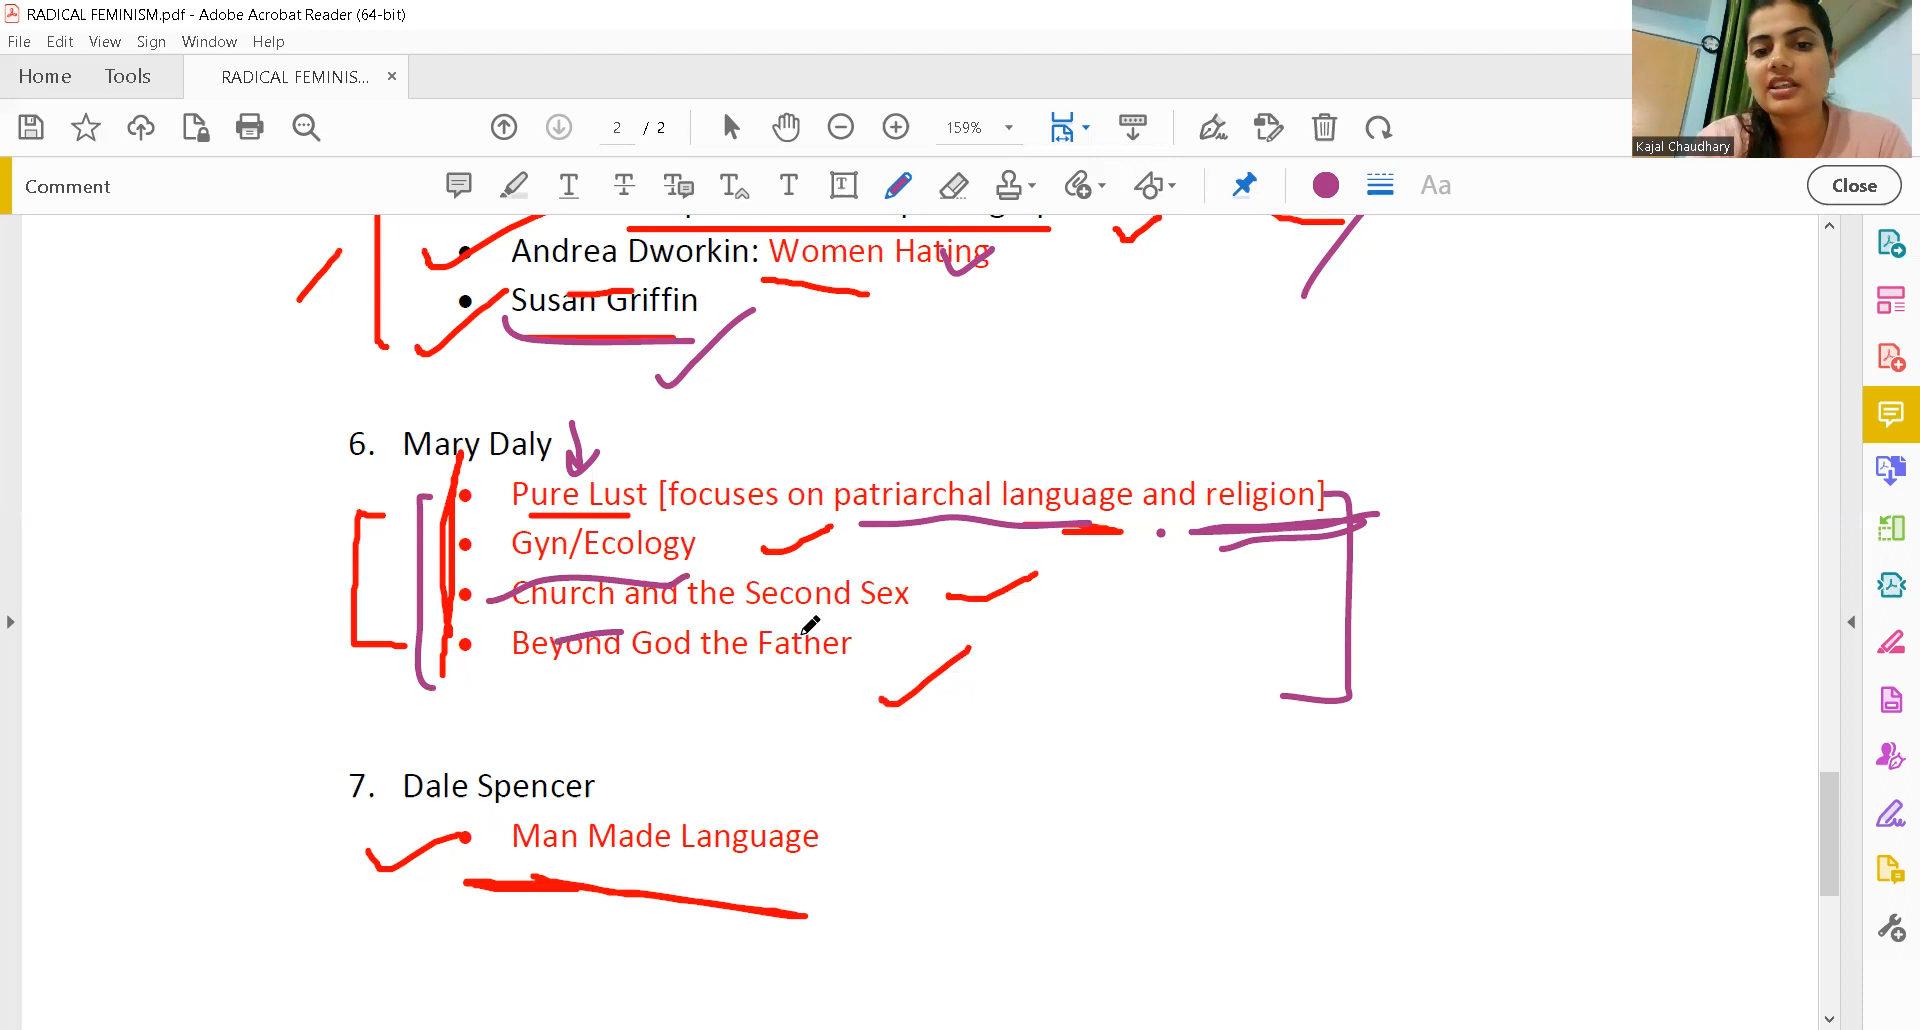 RADICAL FEMINISM.pdf - Adobe Acrobat Reader (64-bit)
File Edit View Sign Window Help
Home Tools RADICAL FEMINIS... ×
2 / 2 159%
Kajal Chaudhary
Comment Aa Close
• Andrea Dworkin: Women Hating
• Susan Griffin
6. Mary Daly
• Pure Lust [focuses on patriarchal language and religion]
• Gyn/Ecology
• Church and the Second Sex
• Beyond God the Father
7. Dale Spencer
• Man Made Language